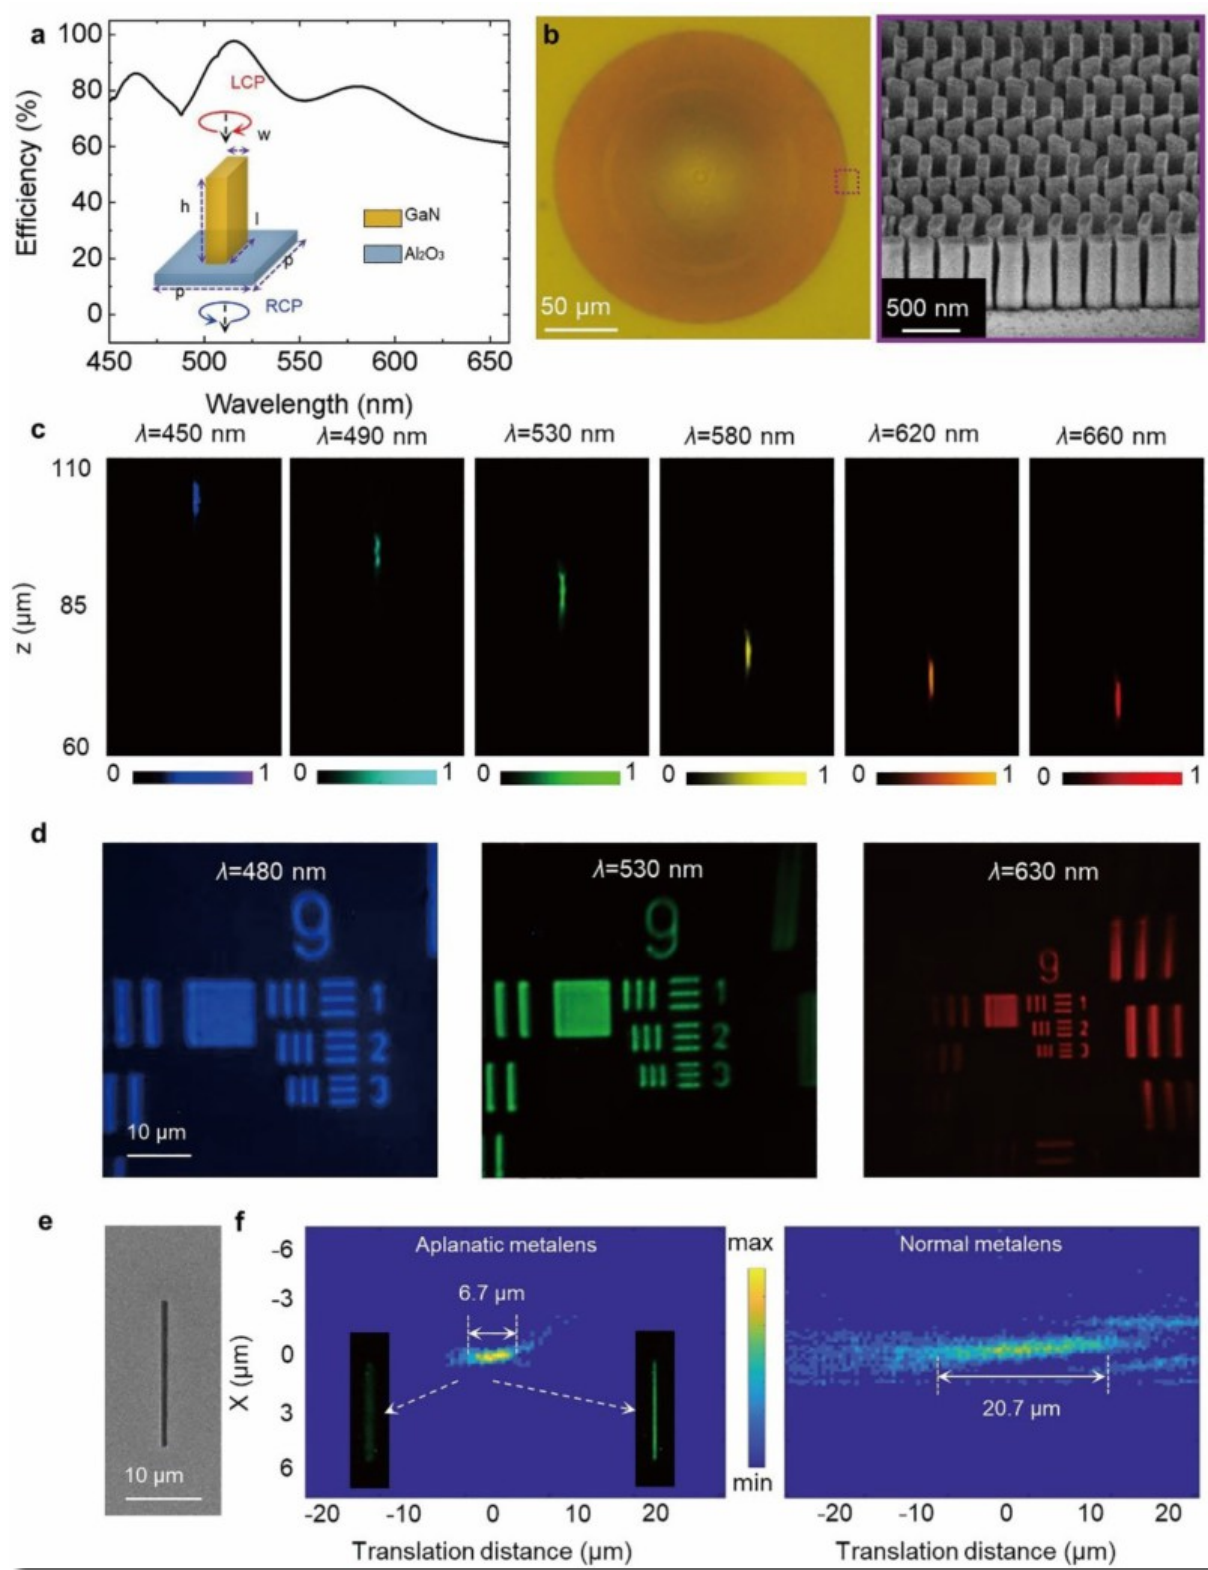 a
100
80
60
40
20
0
Efficiency (%)
LCP
w
h
l
p
p
RCP
GaN
Al₂O₃
450 500 550 600 650
Wavelength (nm)
b
50 μm
500 nm
c
λ=450 nm λ=490 nm λ=530 nm λ=580 nm λ=620 nm λ=660 nm
110
85
60
z (μm)
0 1 0 1 0 1 0 1 0 1 0 1
d
λ=480 nm
9
1
2
3
10 μm
λ=530 nm
9
1
2
3
λ=630 nm
9
1
2
3
e
10 μm
f
-6
-3
0
3
6
X (μm)
Aplanatic metalens
6.7 μm
-20 -10 0 10 20
Translation distance (μm)
max
min
Normal metalens
20.7 μm
-20 -10 0 10 20
Translation distance (μm)